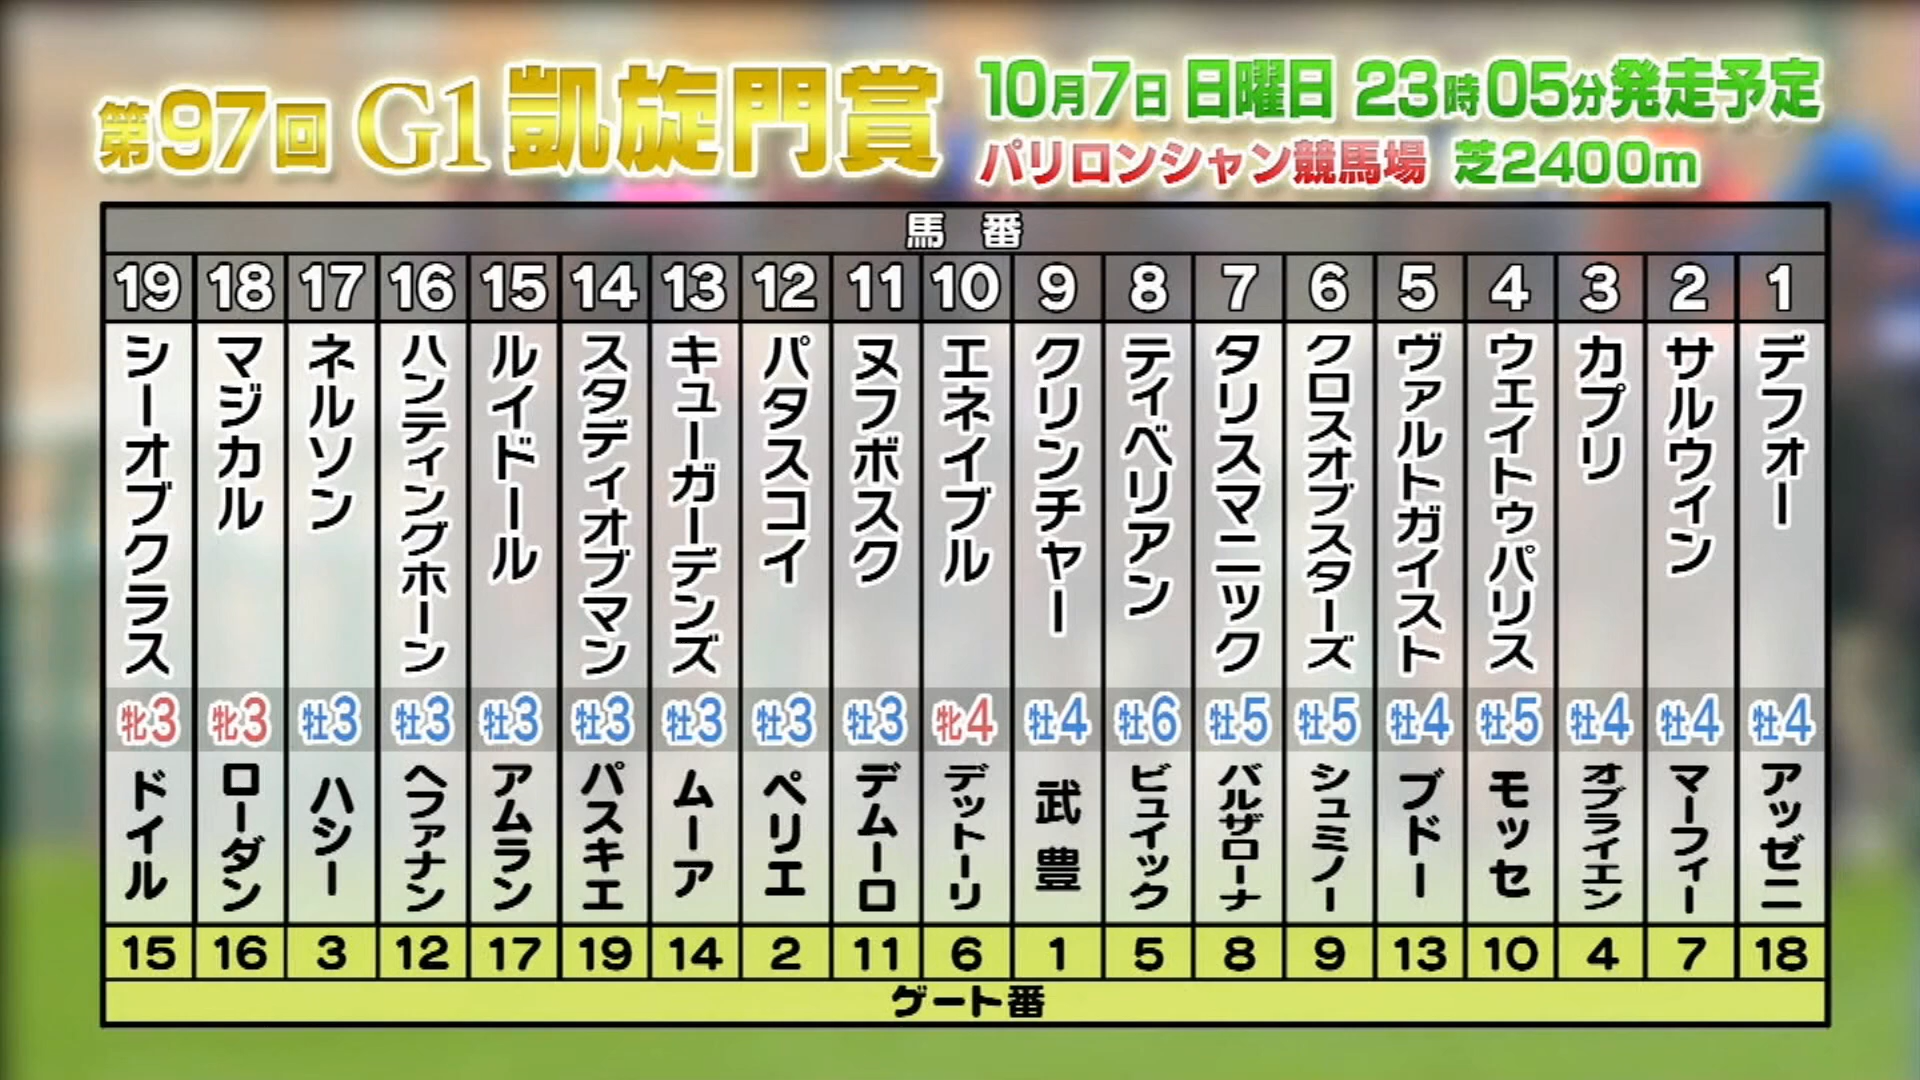 第97回 G1 凱旋門賞
10月7日 日曜日 23時05分発走予定
パリロンシャン競馬場 芝2400m
馬番
19 18 17 16 15 14 13 12 11 10 9 8 7 6 5 4 3 2 1
シーオブクラス マジカル ネルソン ハンティングホーン ルイドール スタディオブマン キューガーデンズ パタスコイ ヌフボスク エネイブル クリンチャー ティベリアン タリスマニック クロスオブスターズ ヴァルトガイスト ウェイトゥパリス カプリ サルウィン デフォー
牝3 牝3 牡3 牡3 牡3 牡3 牡3 牡3 牡3 牝4 牡4 牡6 牡5 牡5 牡4 牡5 牡4 牡4 牡4
ドイル ローダン ハシー ヘファナン アムラン パスキエ ムーア ペリエ デムーロ デットーリ 武豊 ビュイック バルザローナ シュミノー ブドー モッセ オブライエン マーフィー アッゼニ
15 16 3 12 17 19 14 2 11 6 1 5 8 9 13 10 4 7 18
ゲート番